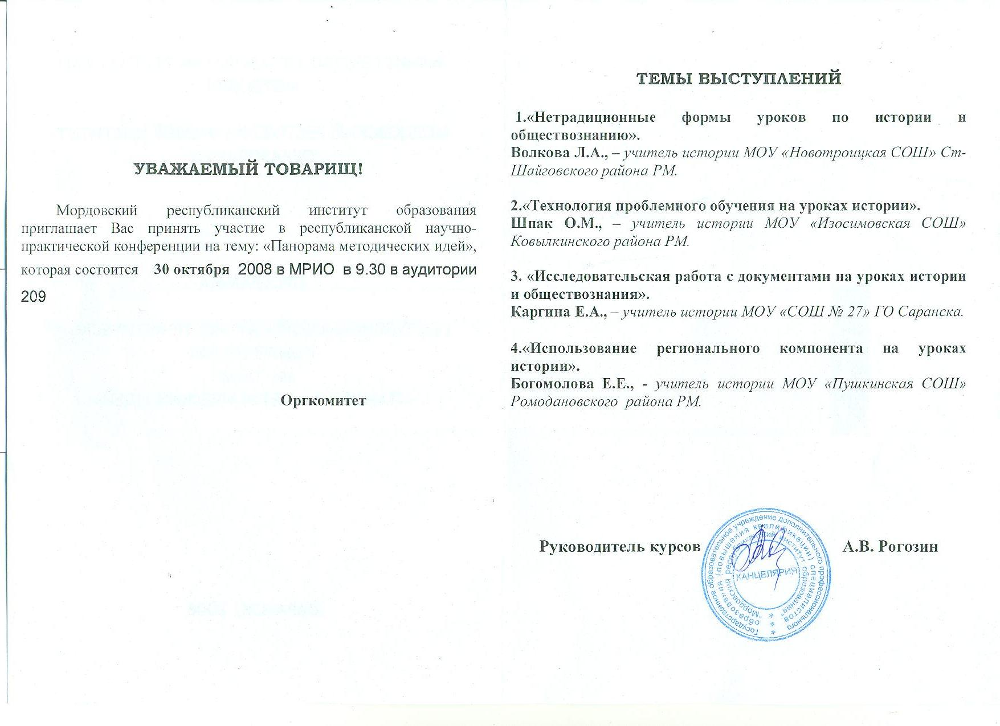 УВАЖАЕМЫЙ ТОВАРИЩ!
Мордовский республиканский институт образования
приглашает Вас принять участие в республиканской научно-
практической конференции на тему: «Панорама методических идей»,
которая состоится 30 октября 2008 в МРИО в 9.30 в аудитории
209
Оргкомитет
ТЕМЫ ВЫСТУПЛЕНИЙ
1.«Нетрадиционные формы уроков по истории и
обществознанию».
Волкова Л.А., – учитель истории МОУ «Новотроицкая СОШ» Ст-
Шайговского района РМ.
2.«Технология проблемного обучения на уроках истории».
Шпак О.М., – учитель истории МОУ «Изосимовская СОШ»
Ковылкинского района РМ.
3. «Исследовательская работа с документами на уроках истории
и обществознания».
Каргина Е.А., – учитель истории МОУ «СОШ № 27» ГО Саранска.
4.«Использование регионального компонента на уроках
истории».
Богомолова Е.Е., - учитель истории МОУ «Пушкинская СОШ»
Ромодановского района РМ.
Руководитель курсов А.В. Рогозин
Государственное образовательное учреждение дополнительного профессионального
образования (повышения квалификации) специалистов
"Мордовский республиканский институт образования"
КАНЦЕЛЯРИЯ